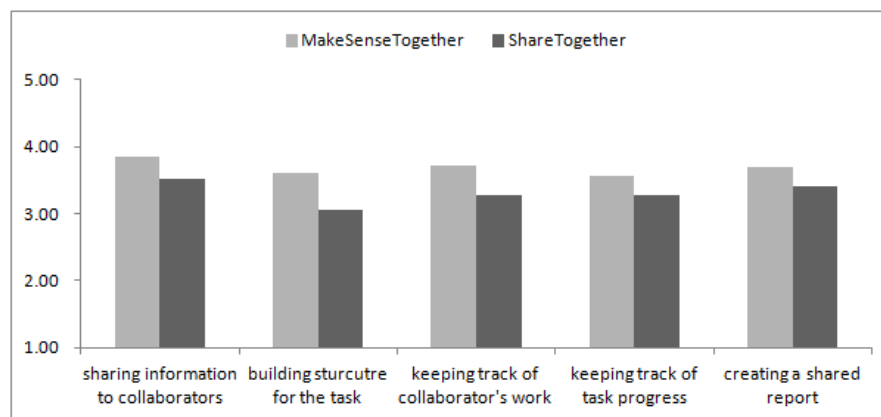 MakeSenseTogether ShareTogether
5.00
4.00
3.00
2.00
1.00
sharing information
to collaborators
building sturcutre
for the task
keeping track of
collaborator's work
keeping track of
task progress
creating a shared
report